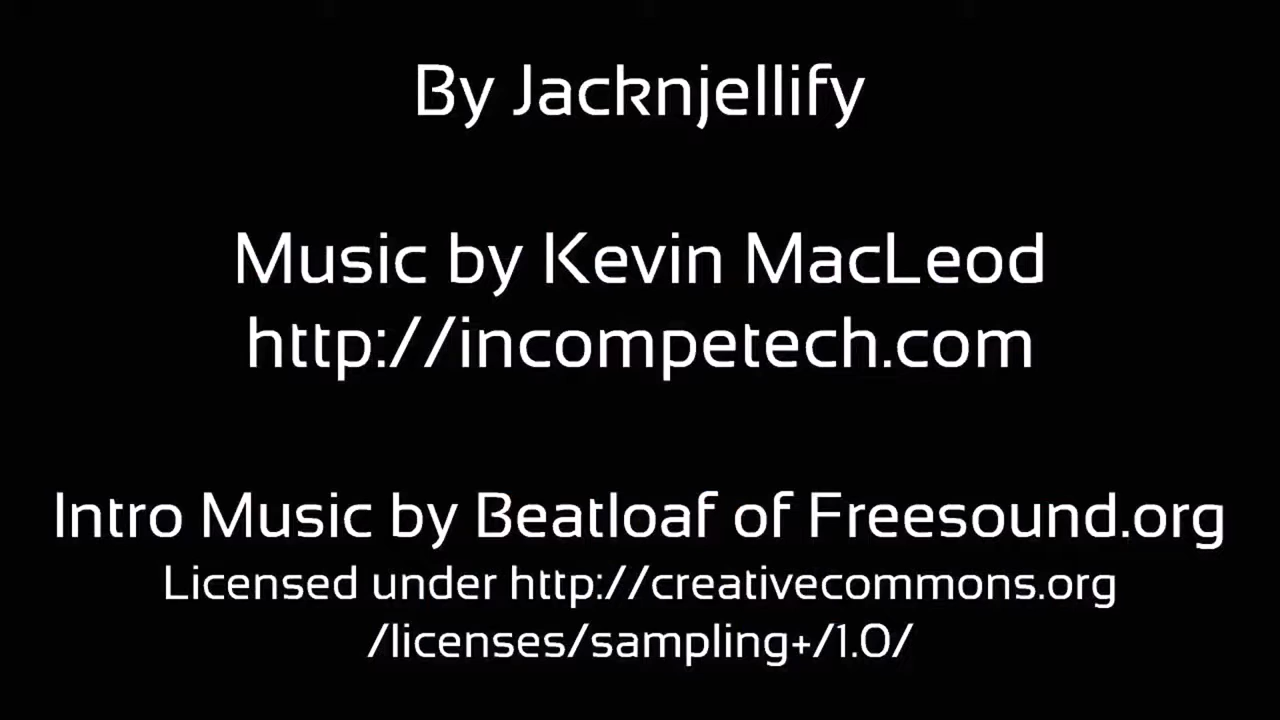 By Jacknjellify
Music by Kevin MacLeod
http://incompetech.com
Intro Music by Beatloaf of Freesound.org
Licensed under http://creativecommons.org
/licenses/sampling+/1.0/